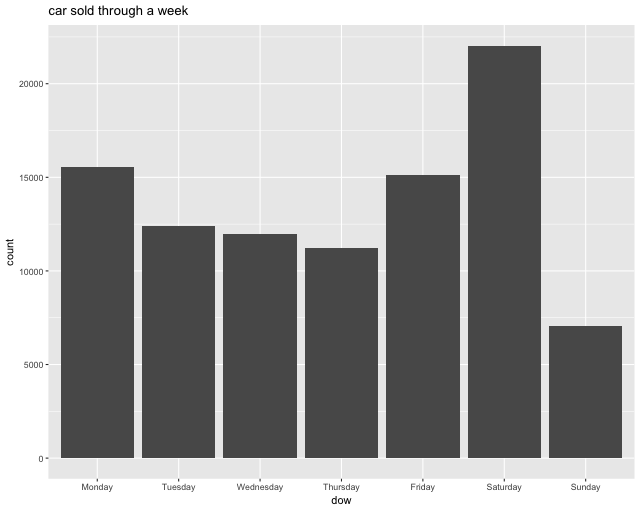 car sold through a week
count
20000
15000
10000
5000
0
Monday Tuesday Wednesday Thursday Friday Saturday Sunday
dow